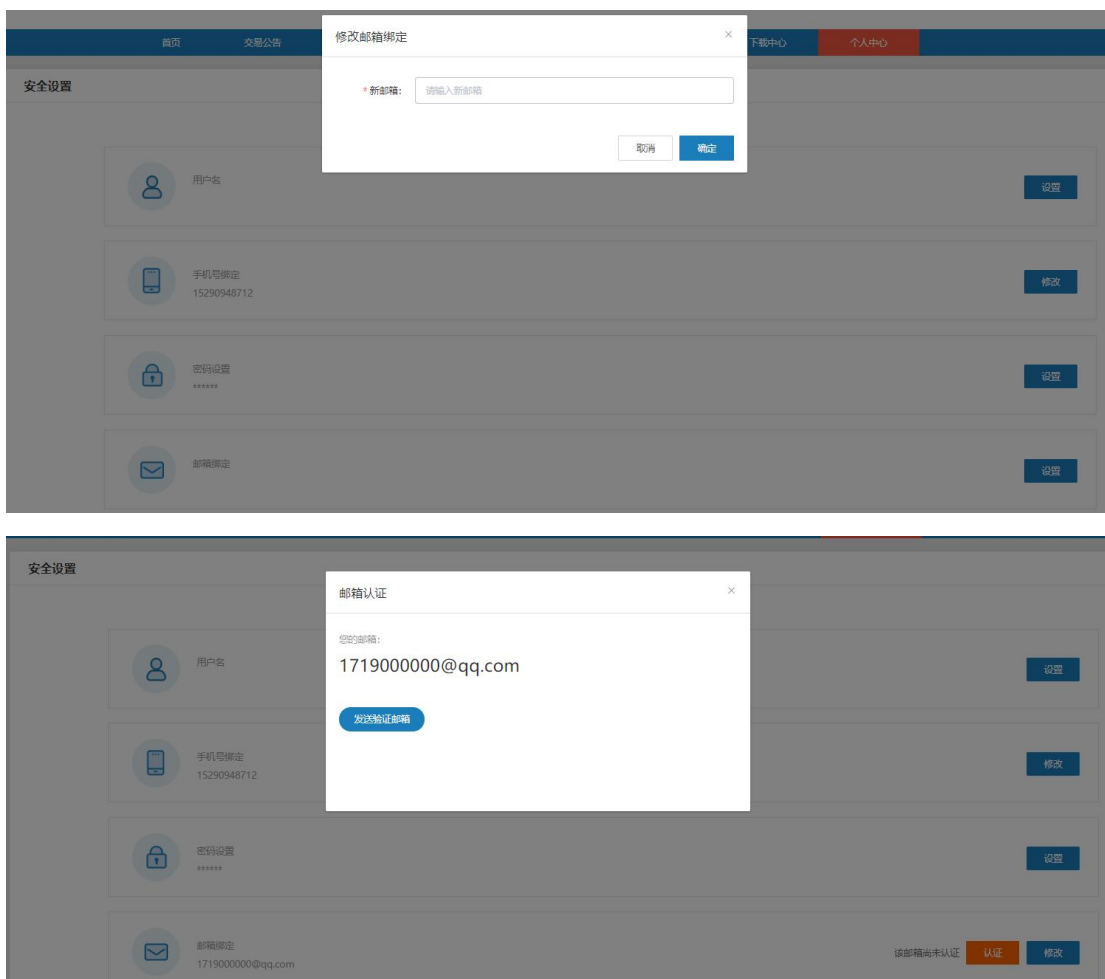 修改邮箱绑定 ×
首页 交易公告 下载中心 个人中心
安全设置
* 新邮箱: 请输入新邮箱
取消 确定
用户名
设置
手机号绑定
15290948712
修改
密码设置
******
设置
邮箱绑定
设置
安全设置
邮箱认证 ×
您的邮箱:
1719000000@qq.com
发送验证邮箱
用户名
设置
手机号绑定
15290948712
修改
密码设置
******
设置
邮箱绑定
1719000000@qq.com
该邮箱尚未认证 认证 修改